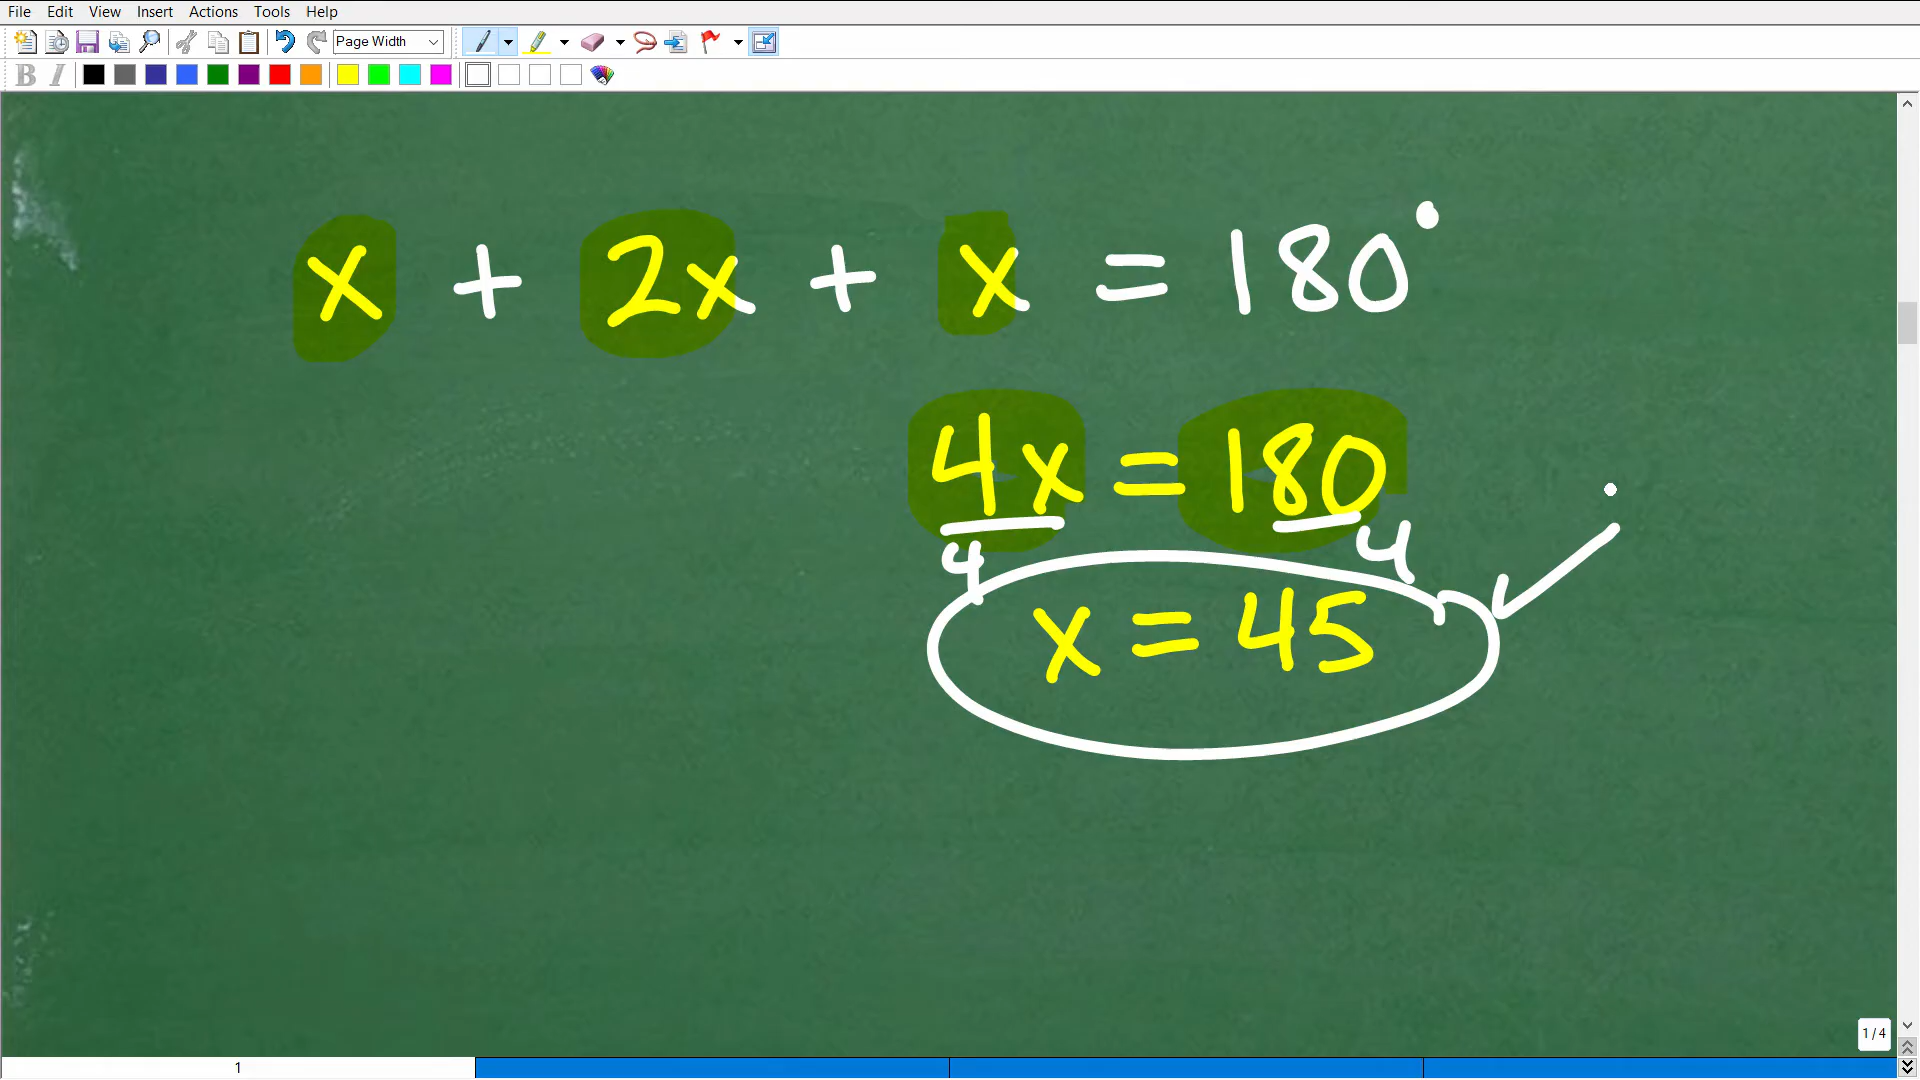 File Edit View Insert Actions Tools Help
Page Width
B I
x + 2x + x = 180°
4x = 180
4 4
x = 45
1 / 4
1